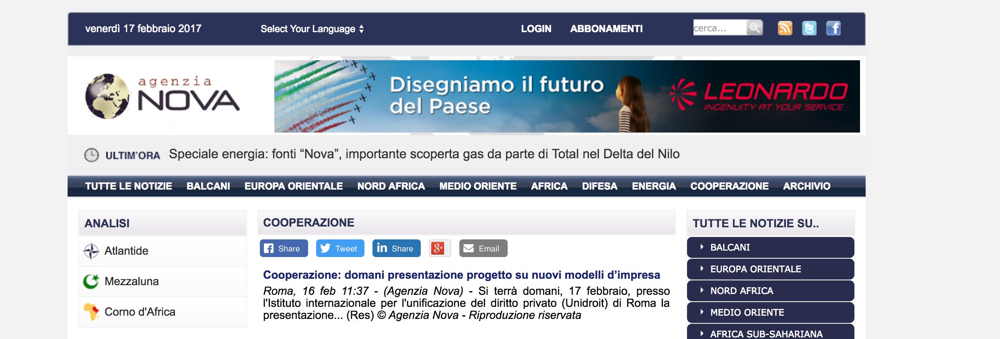 venerdì 17 febbraio 2017
Select Your Language
LOGIN
ABBONAMENTI
cerca...
agenzia
NOVA
Disegniamo il futuro
del Paese
LEONARDO
INGENUITY AT YOUR SERVICE
ULTIM'ORA
Speciale energia: fonti “Nova”, importante scoperta gas da parte di Total nel Delta del Nilo
TUTTE LE NOTIZIE BALCANI EUROPA ORIENTALE NORD AFRICA MEDIO ORIENTE AFRICA DIFESA ENERGIA COOPERAZIONE ARCHIVIO
ANALISI
Atlantide
Mezzaluna
Corno d'Africa
COOPERAZIONE
Share
Tweet
Share
Email
Cooperazione: domani presentazione progetto su nuovi modelli d’impresa
Roma, 16 feb 11:37 - (Agenzia Nova) - Si terrà domani, 17 febbraio, presso
l'Istituto internazionale per l'unificazione del diritto privato (Unidroit) di Roma la
presentazione... (Res) © Agenzia Nova - Riproduzione riservata
TUTTE LE NOTIZIE SU..
BALCANI
EUROPA ORIENTALE
NORD AFRICA
MEDIO ORIENTE
AFRICA SUB-SAHARIANA